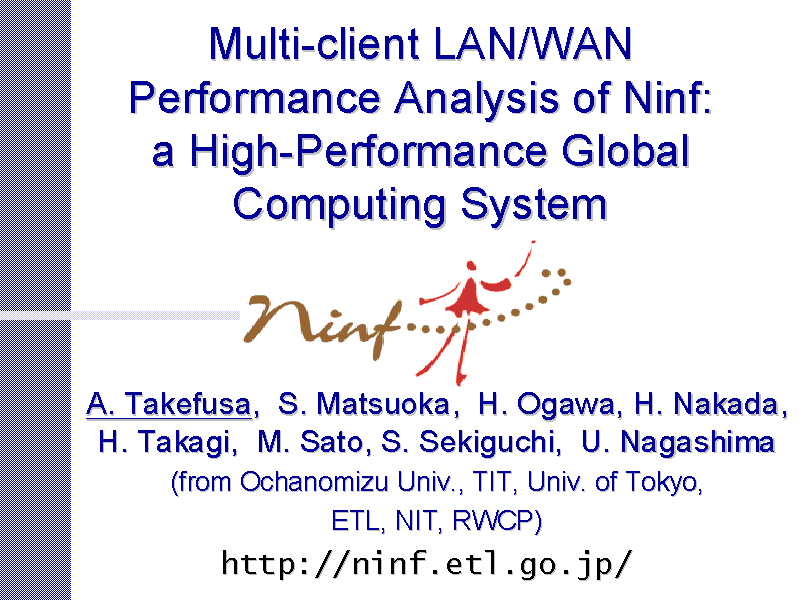 Multi-client LAN/WAN
Performance Analysis of Ninf:
a High-Performance Global
Computing System
Ninf
A. Takefusa, S. Matsuoka, H. Ogawa, H. Nakada,
H. Takagi, M. Sato, S. Sekiguchi, U. Nagashima
(from Ochanomizu Univ., TIT, Univ. of Tokyo,
ETL, NIT, RWCP)
http://ninf.etl.go.jp/